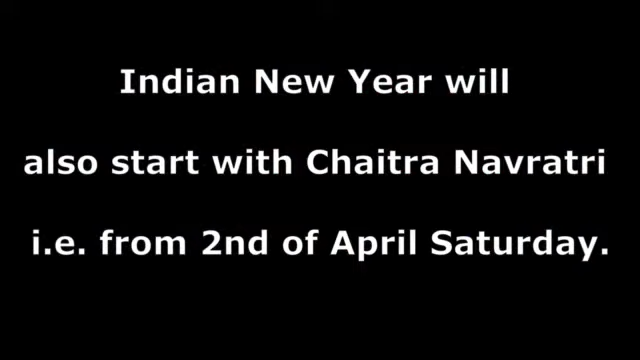 Indian New Year will
also start with Chaitra Navratri
i.e. from 2nd of April Saturday.